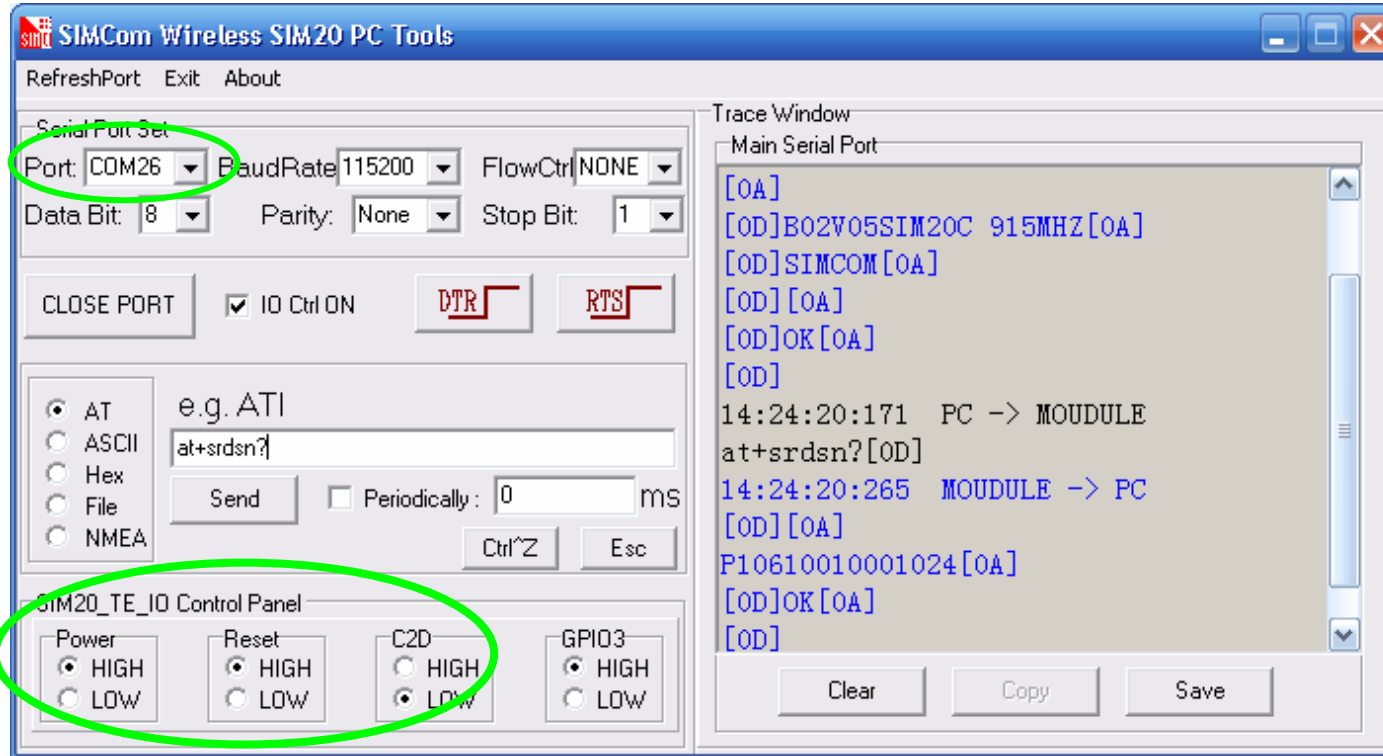 SIMCom Wireless SIM20 PC Tools
RefreshPort Exit About
Serial Port Set
Port: COM26 BaudRate 115200 FlowCtrl NONE
Data Bit: 8 Parity: None Stop Bit: 1
CLOSE PORT IO Ctrl ON DTR RTS
AT
ASCII
Hex
File
NMEA
e.g. ATI
at+srdsn?
Send Periodically : 0 ms
Ctrl^Z Esc
SIM20_TE_IO Control Panel
Power Reset C2D GPIO3
HIGH HIGH HIGH HIGH
LOW LOW LOW LOW
Trace Window
Main Serial Port
[0A]
[0D]B02V05SIM20C 915MHZ[0A]
[0D]SIMCOM[0A]
[0D][0A]
[0D]OK[0A]
[0D]
14:24:20:171 PC -> MOUDULE
at+srdsn?[0D]
14:24:20:265 MOUDULE -> PC
[0D][0A]
P10610010001024[0A]
[0D]OK[0A]
[0D]
Clear Copy Save